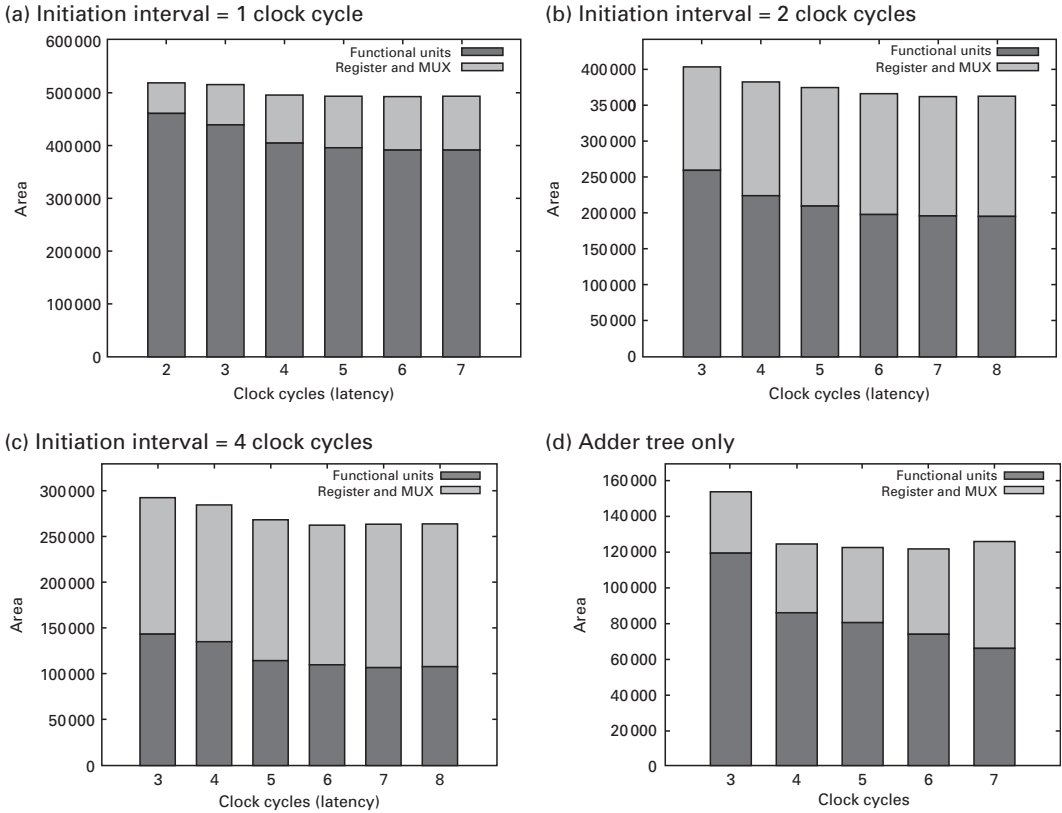 (a) Initiation interval = 1 clock cycle
600 000
500 000
400 000
300 000
200 000
100 000
0
Area
Functional units
Register and MUX
2 3 4 5 6 7
Clock cycles (latency)
(b) Initiation interval = 2 clock cycles
400 000
35 000
300 000
250 000
200 000
150 000
100 000
50 000
0
Area
Functional units
Register and MUX
3 4 5 6 7 8
Clock cycles (latency)
(c) Initiation interval = 4 clock cycles
300 000
250 000
200 000
150 000
100 000
50 000
0
Area
Functional units
Register and MUX
3 4 5 6 7 8
Clock cycles (latency)
(d) Adder tree only
160 000
140 000
120 000
100 000
80 000
60 000
40 000
20 000
0
Area
Functional units
Register and MUX
3 4 5 6 7
Clock cycles